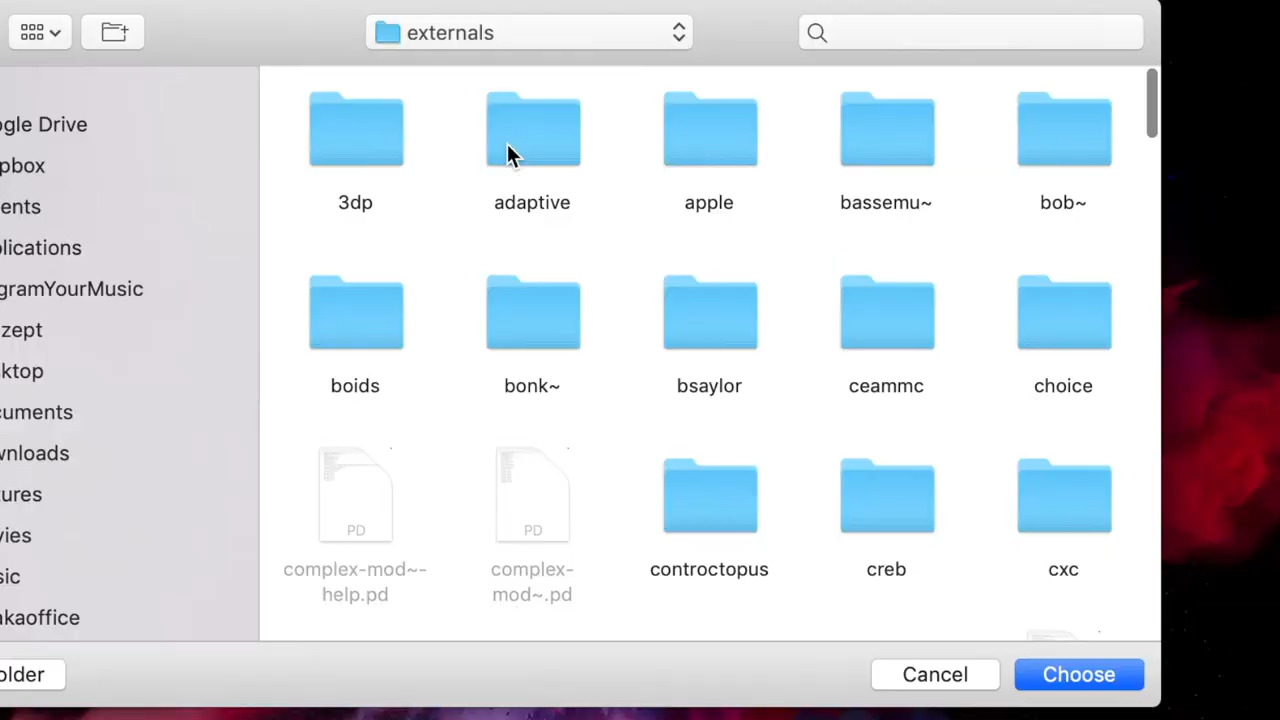 externals
ogle Drive
pbox
ents
plications
gramYourMusic
zept
ktop
cuments
wnloads
tures
vies
sic
akaoffice
3dp
adaptive
apple
bassemu~
bob~
boids
bonk~
bsaylor
ceammc
choice
PD
PD
complex-mod~-
help.pd
complex-
mod~.pd
controctopus
creb
cxc
older
Cancel
Choose